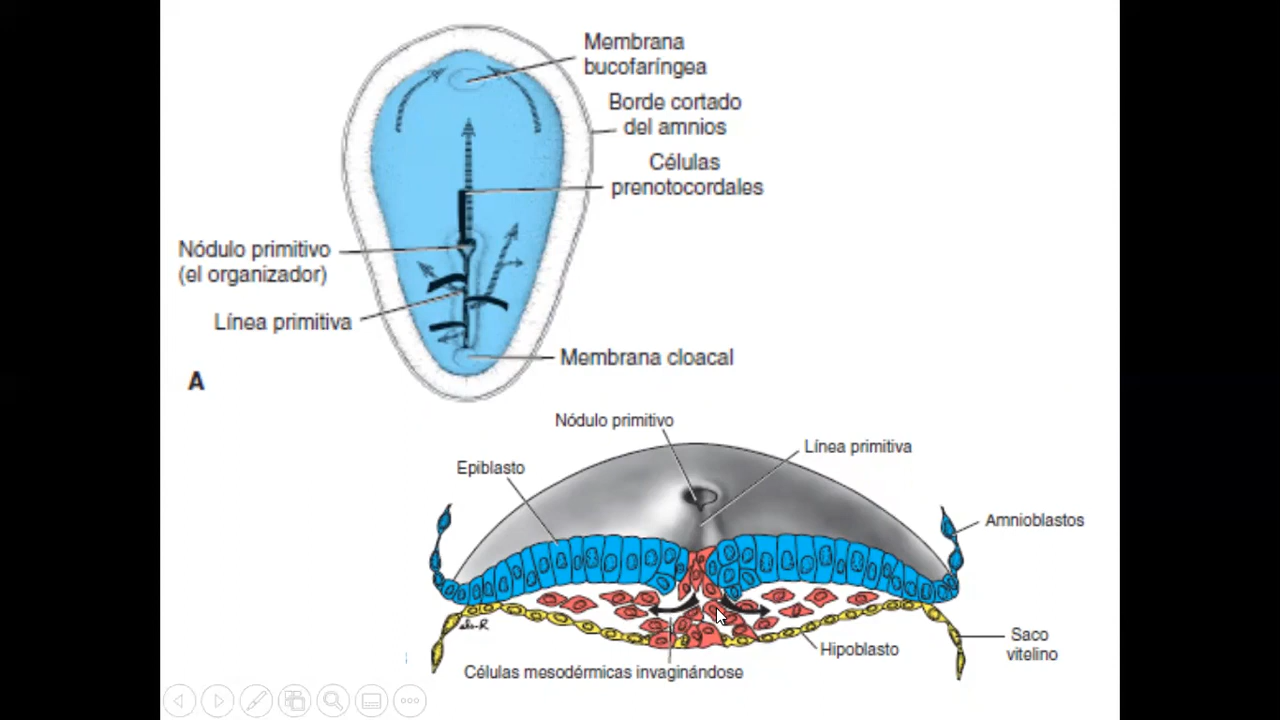 Membrana
bucofaríngea
Borde cortado
del amnios
Células
prenotocordales
Nódulo primitivo
(el organizador)
Línea primitiva
Membrana cloacal
A
Nódulo primitivo
Línea primitiva
Epiblasto
Amnioblastos
Saco
vitelino
Hipoblasto
Células mesodérmicas invaginándose